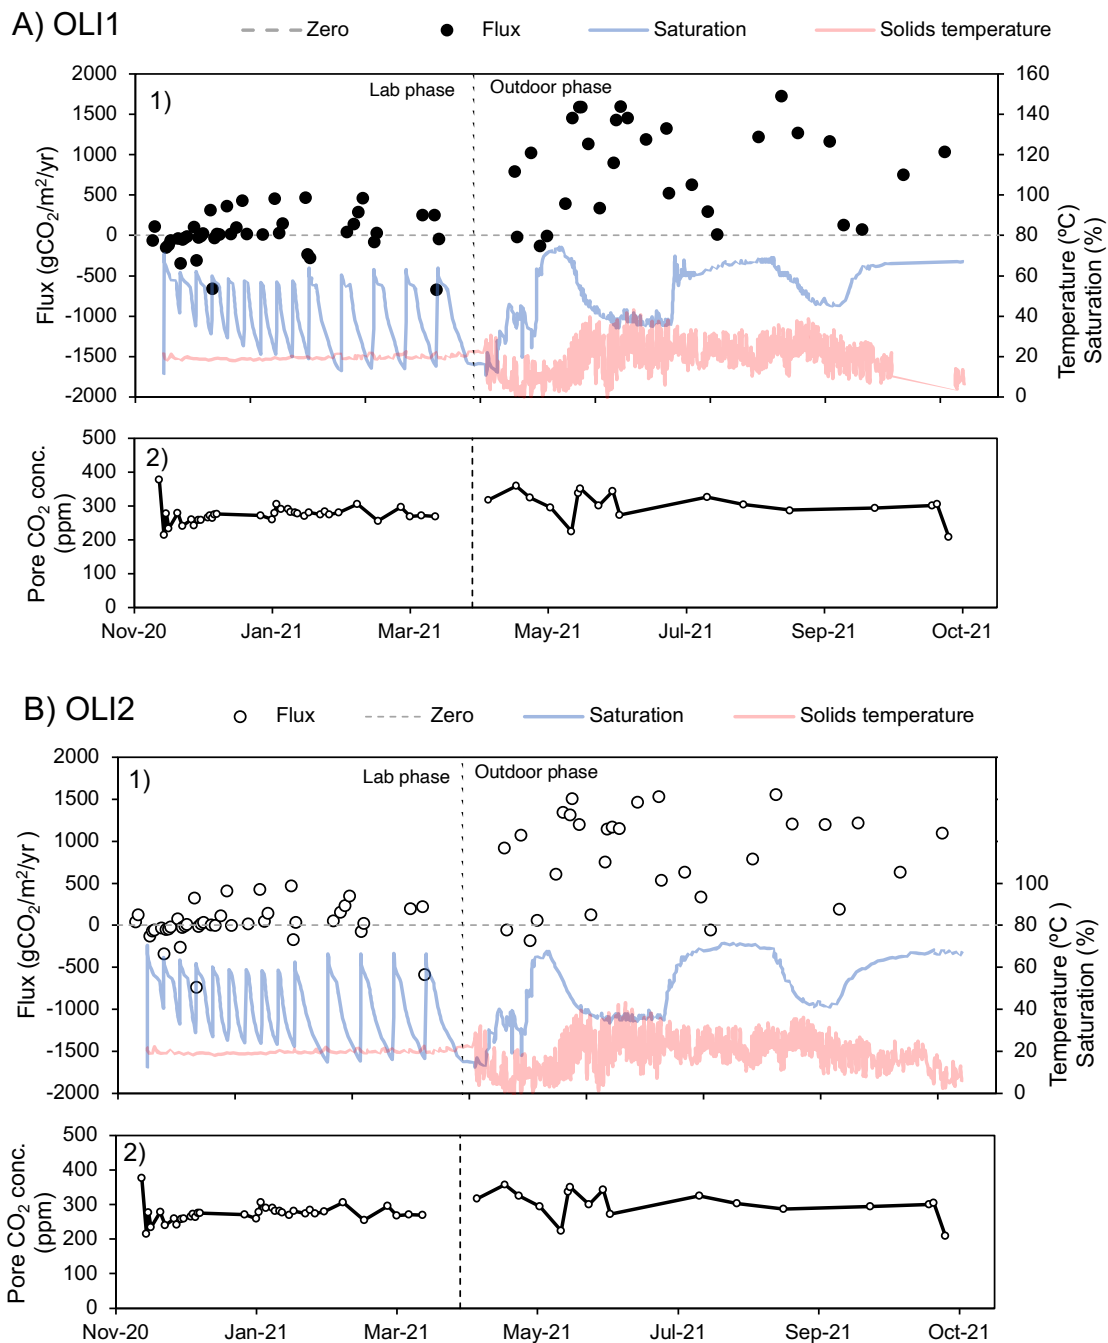 A) OLI1
Zero Flux Saturation Solids temperature
1) Lab phase Outdoor phase
Flux (gCO2/m²/yr)
2000 1500 1000 500 0 -500 -1000 -1500 -2000
160 140 120 100 80 60 40 20 0
Temperature (ºC)
Saturation (%)
2)
Pore CO2 conc.
(ppm)
500 400 300 200 100 0
Nov-20 Jan-21 Mar-21 May-21 Jul-21 Sep-21 Oct-21
B) OLI2
Flux Zero Saturation Solids temperature
1) Lab phase Outdoor phase
Flux (gCO2/m²/yr )
2000 1500 1000 500 0 -500 -1000 -1500 -2000
100 80 60 40 20 0
Temperature (ºC)
Saturation (%)
2)
Pore CO2 conc.
(ppm)
500 400 300 200 100 0
Nov-20 Jan-21 Mar-21 May-21 Jul-21 Sep-21 Oct-21